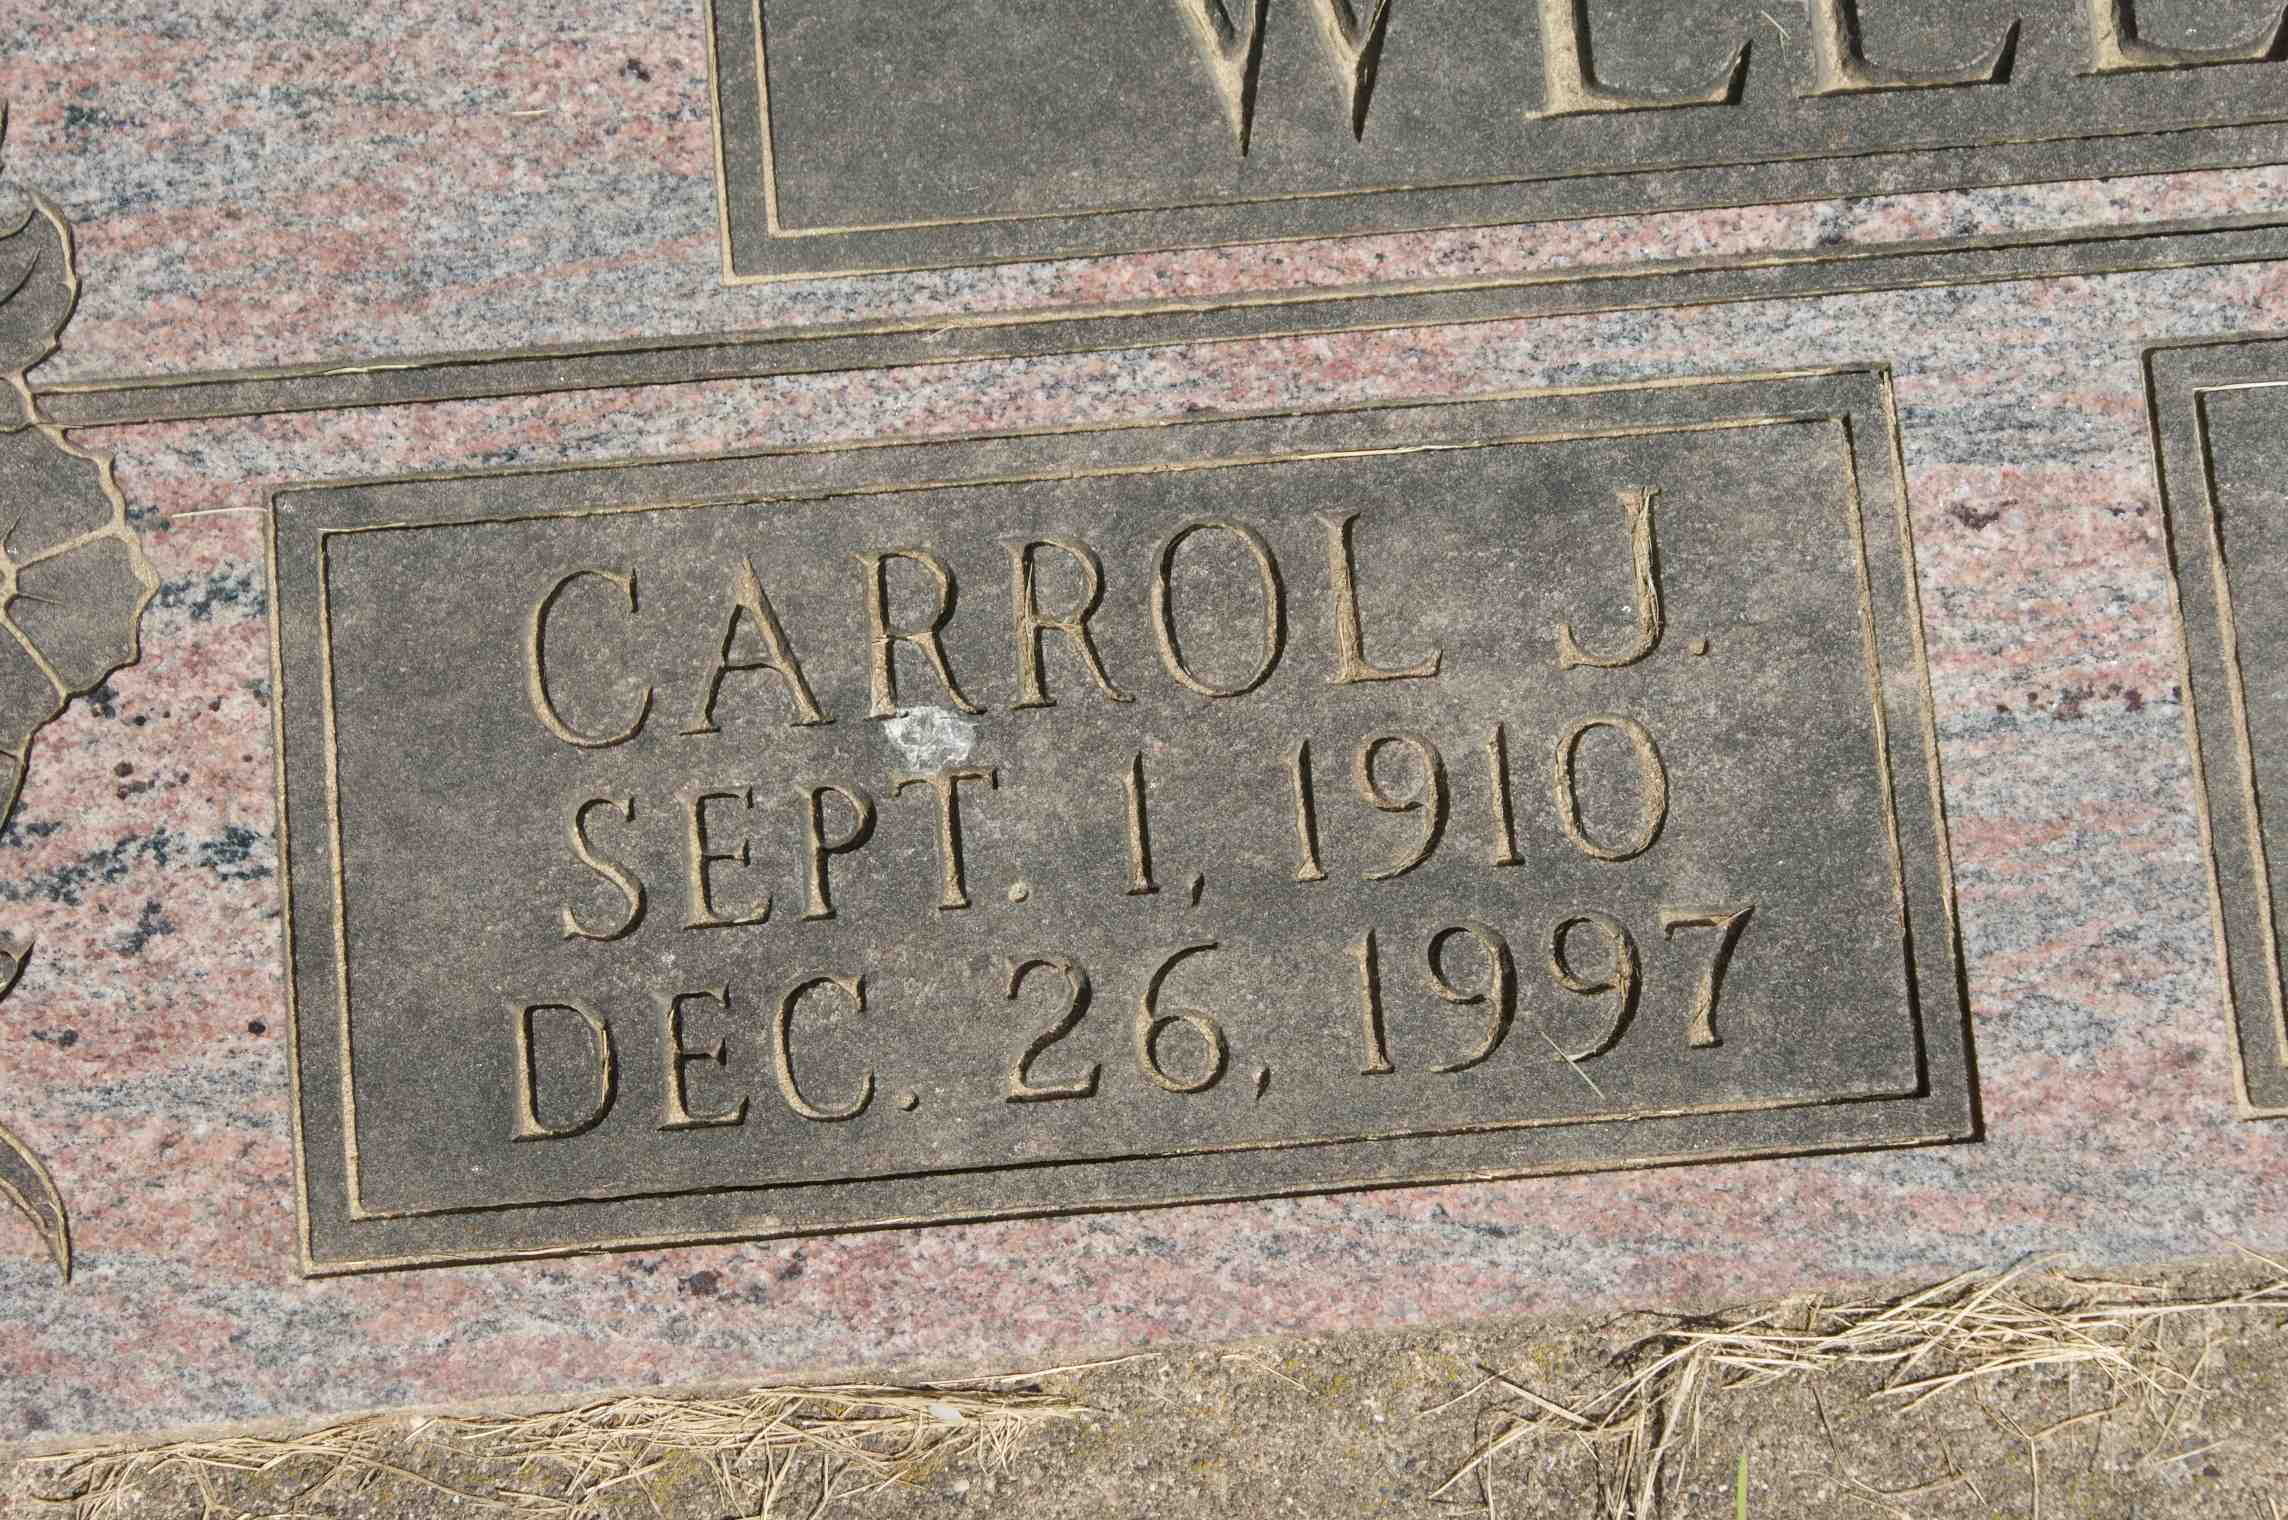 CARROL J.
SEPT. 1, 1910
DEC. 26, 1997